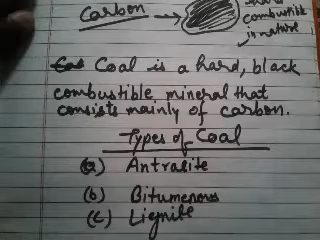 Carbon
hard
combustible
in nature
Coal is a hard, black
combustible mineral that
consists mainly of carbon.
Types of Coal
(a) Antrasite
(b) Bitumenous
(c) Lignite